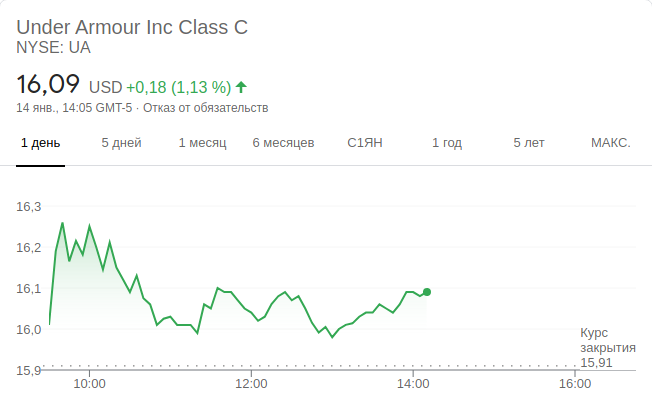 Under Armour Inc Class C
NYSE: UA
16,09 USD +0,18 (1,13 %)
14 янв., 14:05 GMT-5 · Отказ от обязательств
1 день 5 дней 1 месяц 6 месяцев С1ЯН 1 год 5 лет МАКС.
16,3
16,2
16,1
16,0
Курс
закрытия
15,91
15,9
10:00 12:00 14:00 16:00